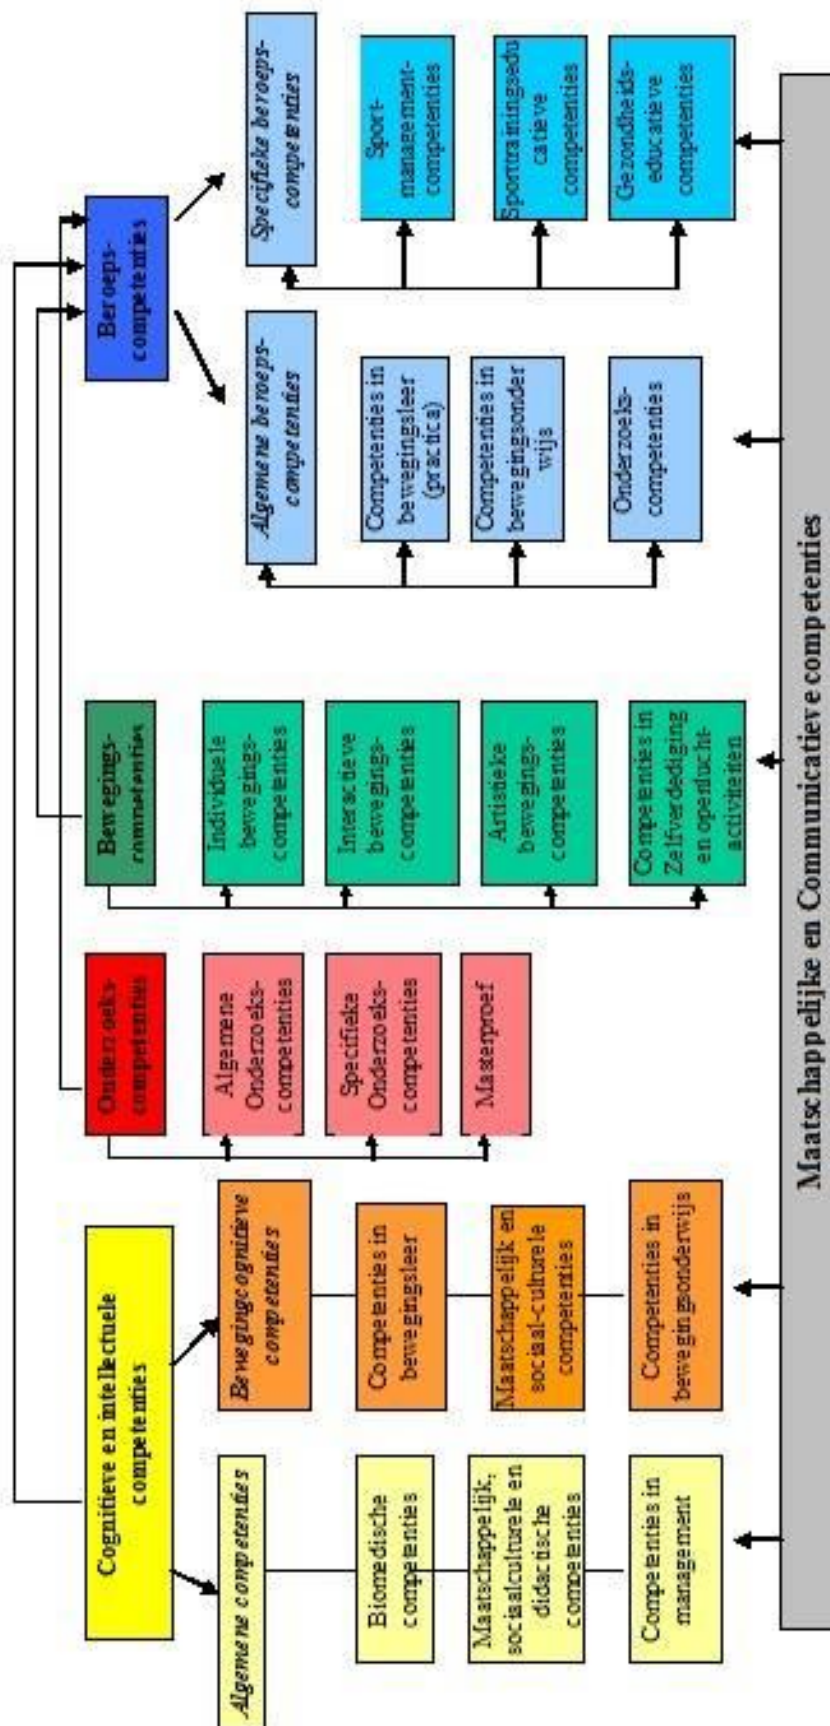 Cognitieve en intellectuele
competenties
Algemene competenties
Biomedische
competenties
Maatschappelijk,
sociaalculturele en
didactische
competenties
Competenties in
management
Bewegingcognitieve
competenties
Competenties in
bewegingsleer
Maatschappelijk en
sociaal-culturele
competenties
Competenties in
bewegingsonderwijs
Onderzoeks-
competenties
Algemene
Onderzoeks-
competenties
Specifieke
Onderzoeks-
competenties
Masterproef
Bewegings-
competenties
Individuele
bewegings-
competenties
Interactieve
bewegings-
competenties
Artistieke
bewegings-
competenties
Competenties in
Zelfverdediging
en openlucht-
activiteiten
Beroeps-
competenties
Algemene beroeps-
competenties
Competenties in
bewegingsleer
(practica)
Competenties in
bewegingsonder
wijs
Onderzoeks-
competenties
Specifieke beroeps-
competenties
Sport-
management-
competenties
Sportrainingsedu
catieve
competenties
Gezondheids-
educatieve
competenties
Maatschappelijke en Communicatieve competenties